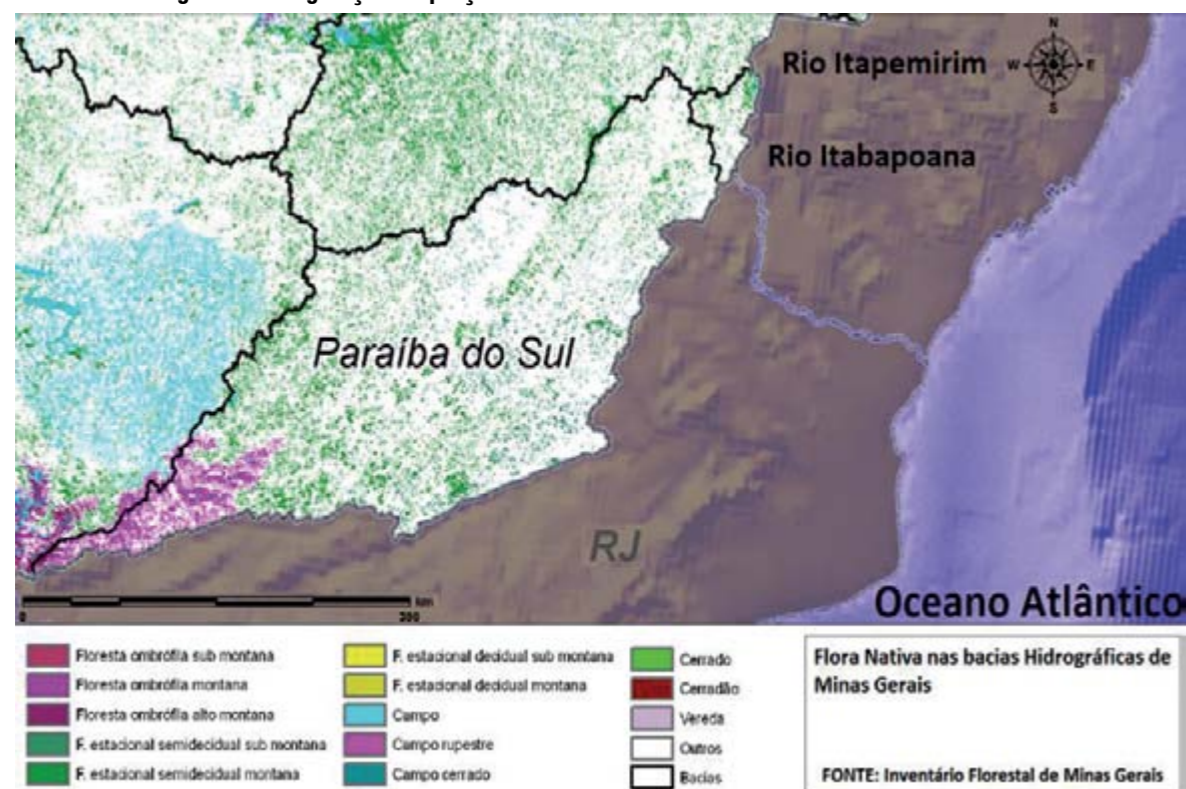 Rio Itapemirim
N
W
E
S
Rio Itabapoana
Paraíba do Sul
RJ
Oceano Atlântico
0
km
Floresta ombrófila sub montana
Floresta ombrófila montana
Floresta ombrófila alto montana
F. estacional semidecidual sub montana
F. estacional semidecidual montana
F. estacional decidual sub montana
F. estacional decidual montana
Campo
Campo rupestre
Campo cerrado
Cerrado
Cerradão
Vereda
Outros
Bacias
Flora Nativa nas bacias Hidrográficas de
Minas Gerais
FONTE: Inventário Florestal de Minas Gerais